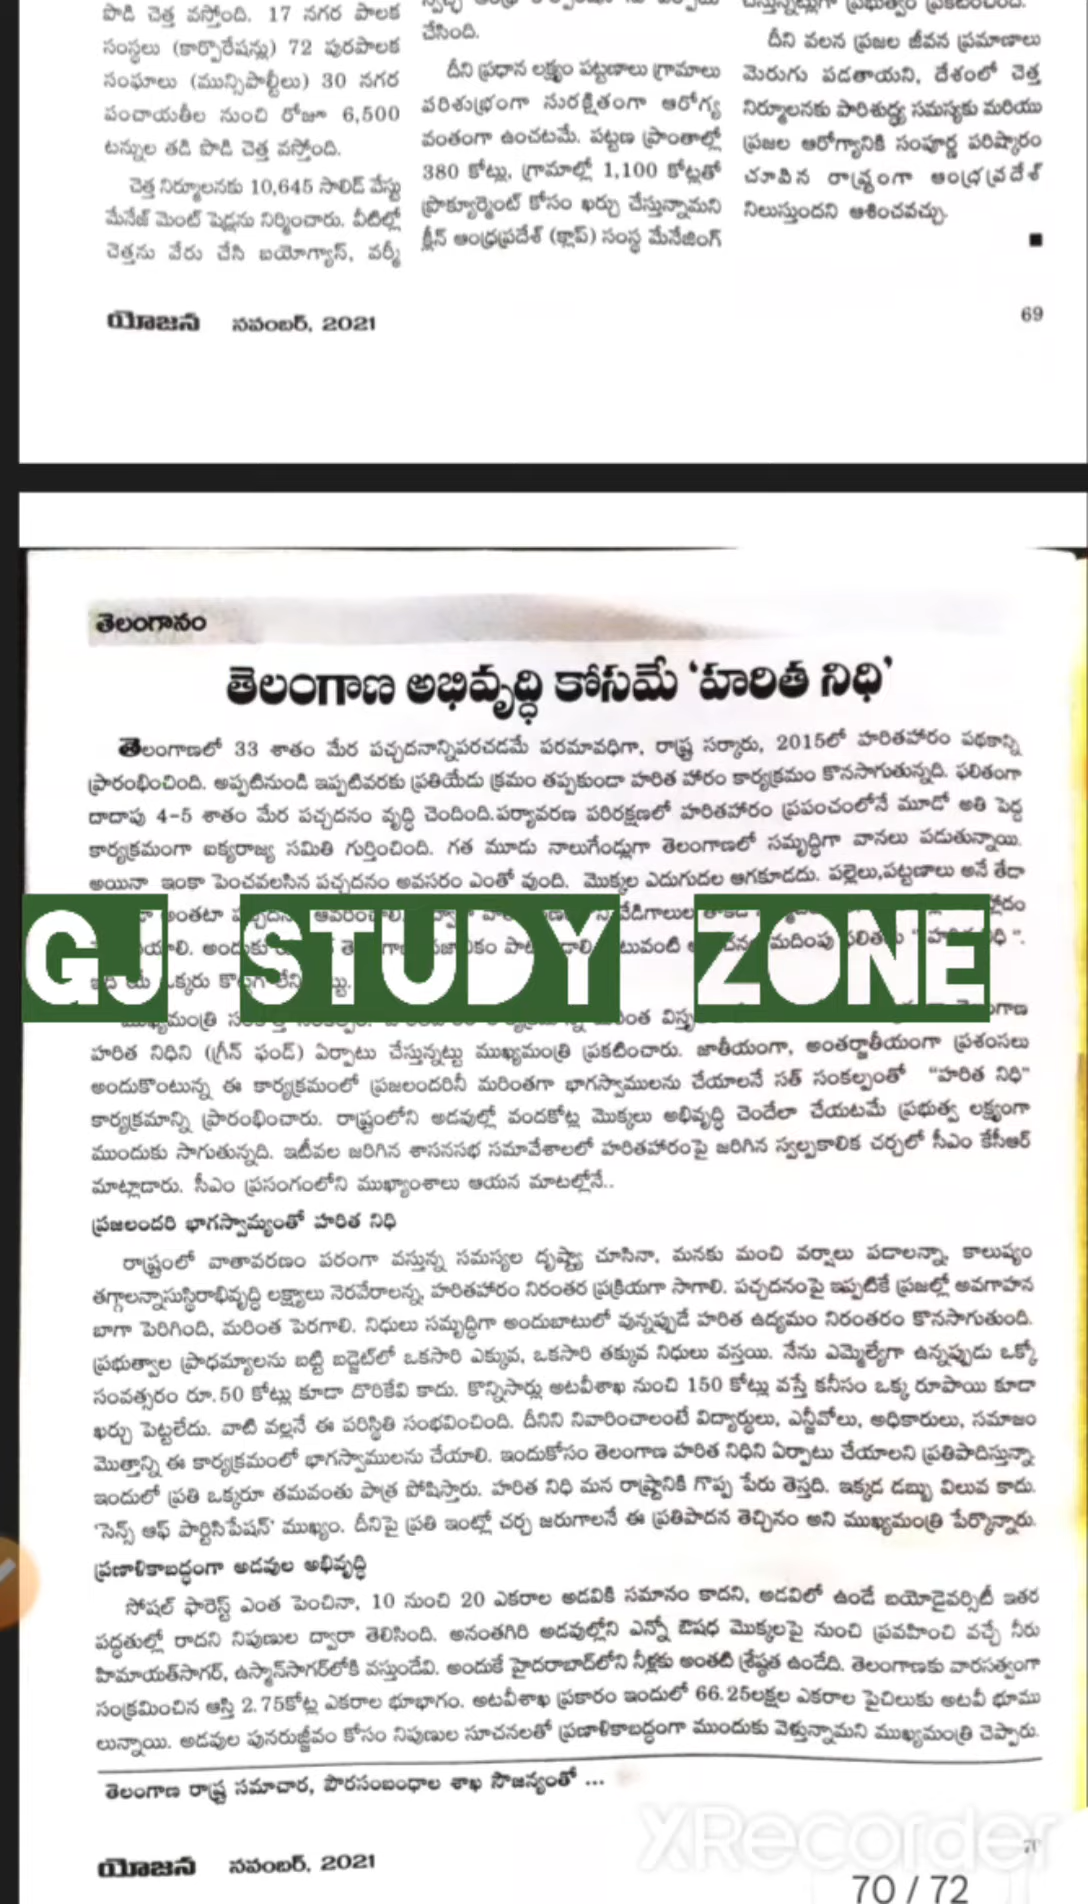 పొడి చెత్త వస్తోంది. 17 నగర పాలక
సంస్థలు (కార్పొరేషన్లు) 72 పురపాలక
సంఘాలు (మున్సిపాల్టీలు) 30 నగర
పంచాయతీల నుంచి రోజూ 6,500
టన్నుల తడి పొడి చెత్త వస్తోంది.
చెత్త నిర్మూలనకు 10,645 సాలిడ్ వేస్టు
మేనేజ్ మెంట్ షెడ్లను నిర్మించారు. వీటిల్లో
చెత్తను వేరు చేసి బయోగ్యాస్, వర్మీ
చేసింది.
దీని ప్రధాన లక్ష్యం పట్టణాలు గ్రామాలు
పరిశుభ్రంగా సురక్షితంగా ఆరోగ్య
వంతంగా ఉంచటమే. పట్టణ ప్రాంతాల్లో
380 కోట్లు, గ్రామాల్లో 1,100 కోట్లతో
ప్రొక్యూర్మెంట్ కోసం ఖర్చు చేస్తున్నామని
క్లీన్ ఆంధ్రప్రదేశ్ (క్లాప్) సంస్థ మేనేజింగ్
చేస్తున్నట్లుగా ప్రభుత్వం ప్రకటించింది.
దీని వలన ప్రజల జీవన ప్రమాణాలు
మెరుగు పడతాయని, దేశంలో చెత్త
నిర్మూలనకు పారిశుద్ధ్య సమస్యకు మరియు
ప్రజల ఆరోగ్యానికి సంపూర్ణ పరిష్కారం
చూపిన రాష్ట్రంగా ఆంధ్రప్రదేశ్
నిలుస్తుందని ఆశించవచ్చు.
యోజన నవంబర్, 2021
69
తెలంగానం
తెలంగాణ అభివృద్ధి కోసమే ‘హరిత నిధి’
తెలంగాణలో 33 శాతం మేర పచ్చదనాన్నిపరచడమే పరమావధిగా, రాష్ట్ర సర్కారు, 2015లో హరితహారం పథకాన్ని
ప్రారంభించింది. అప్పటినుండి ఇప్పటివరకు ప్రతియేడు క్రమం తప్పకుండా హరిత హారం కార్యక్రమం కొనసాగుతున్నది. ఫలితంగా
దాదాపు 4-5 శాతం మేర పచ్చదనం వృద్ధి చెందింది.పర్యావరణ పరిరక్షణలో హరితహారం ప్రపంచంలోనే మూడో అతి పెద్ద
కార్యక్రమంగా ఐక్యరాజ్య సమితి గుర్తించింది. గత మూడు నాలుగేండ్లుగా తెలంగాణలో సమృద్ధిగా వానలు పడుతున్నాయి.
అయినా ఇంకా పెంచవలసిన పచ్చదనం అవసరం ఎంతో వుంది. మొక్కల ఎదుగుదల ఆగకూడదు. పల్లెలు,పట్టణాలు అనే తేడా
అంతటా
GJ STUDY ZONE
అందుకు
ఒక్కరు
హరిత నిధిని (గ్రీన్ ఫండ్) ఏర్పాటు చేస్తున్నట్టు ముఖ్యమంత్రి ప్రకటించారు. జాతీయంగా, అంతర్జాతీయంగా ప్రశంసలు
అందుకొంటున్న ఈ కార్యక్రమంలో ప్రజలందరినీ మరింతగా భాగస్వాములను చేయాలనే సత్ సంకల్పంతో “హరిత నిధి”
కార్యక్రమాన్ని ప్రారంభించారు. రాష్ట్రంలోని అడవుల్లో వందకోట్ల మొక్కలు అభివృద్ధి చెందేలా చేయటమే ప్రభుత్వ లక్ష్యంగా
ముందుకు సాగుతున్నది. ఇటీవల జరిగిన శాసనసభ సమావేశాలలో హరితహారంపై జరిగిన స్వల్పకాలిక చర్చలో సీఎం కేసీఆర్
మాట్లాడారు. సీఎం ప్రసంగంలోని ముఖ్యాంశాలు ఆయన మాటల్లోనే..
ప్రజలందరి భాగస్వామ్యంతో హరిత నిధి
రాష్ట్రంలో వాతావరణం పరంగా వస్తున్న సమస్యల దృష్ట్యా చూసినా, మనకు మంచి వర్షాలు పడాలన్నా, కాలుష్యం
తగ్గాలన్నాసుస్థిరాభివృద్ధి లక్ష్యాలు నెరవేరాలన్న, హరితహారం నిరంతర ప్రక్రియగా సాగాలి. పచ్చదనంపై ఇప్పటికే ప్రజల్లో అవగాహన
బాగా పెరిగింది, మరింత పెరగాలి. నిధులు సమృద్ధిగా అందుబాటులో వున్నప్పుడే హరిత ఉద్యమం నిరంతరం కొనసాగుతుంది.
ప్రభుత్వాల ప్రాధమ్యాలను బట్టి బడ్జెట్‌లో ఒకసారి ఎక్కువ, ఒకసారి తక్కువ నిధులు వస్తయి. నేను ఎమ్మెల్యేగా ఉన్నప్పుడు ఒక్కో
సంవత్సరం రూ.50 కోట్లు కూడా దొరికేవి కాదు. కొన్నిసార్లు అటవీశాఖ నుంచి 150 కోట్లు వస్తే కనీసం ఒక్క రూపాయి కూడా
ఖర్చు పెట్టలేదు. వాటి వల్లనే ఈ పరిస్థితి సంభవించింది. దీనిని నివారించాలంటే విద్యార్థులు, ఎన్జీవోలు, అధికారులు, సమాజం
మొత్తాన్ని ఈ కార్యక్రమంలో భాగస్వాములను చేయాలి. ఇందుకోసం తెలంగాణ హరిత నిధిని ఏర్పాటు చేయాలని ప్రతిపాదిస్తున్నా.
ఇందులో ప్రతి ఒక్కరూ తమవంతు పాత్ర పోషిస్తారు. హరిత నిధి మన రాష్ట్రానికి గొప్ప పేరు తెస్తది. ఇక్కడ డబ్బు విలువ కాదు.
‘సెన్స్ ఆఫ్ పార్టిసిపేషన్’ ముఖ్యం. దీనిపై ప్రతి ఇంట్లో చర్చ జరుగాలనే ఈ ప్రతిపాదన తెచ్చినం అని ముఖ్యమంత్రి పేర్కొన్నారు.
ప్రణాళికాబద్ధంగా అడవుల అభివృద్ధి
సోషల్ ఫారెస్ట్ ఎంత పెంచినా, 10 నుంచి 20 ఎకరాల అడవికి సమానం కాదని, అడవిలో ఉండే బయోడైవర్సిటీ ఇతర
పద్ధతుల్లో రాదని నిపుణుల ద్వారా తెలిసింది. అనంతగిరి అడవుల్లోని ఎన్నో ఔషధ మొక్కలపై నుంచి ప్రవహించి వచ్చే నీరు
హిమాయత్‌సాగర్, ఉస్మాన్‌సాగర్‌లోకి వస్తుండేవి. అందుకే హైదరాబాద్‌లోని నీళ్లకు అంతటి శ్రేష్ఠత ఉండేది. తెలంగాణకు వారసత్వంగా
సంక్రమించిన ఆస్తి 2.75కోట్ల ఎకరాల భూభాగం. అటవీశాఖ ప్రకారం ఇందులో 66.25లక్షల ఎకరాల పైచిలుకు అటవీ భూము
లున్నాయి. అడవుల పునరుజ్జీవం కోసం నిపుణుల సూచనలతో ప్రణాళికాబద్ధంగా ముందుకు వెళ్తున్నామని ముఖ్యమంత్రి చెప్పారు.
తెలంగాణ రాష్ట్ర సమాచార, పౌరసంబంధాల శాఖ సౌజన్యంతో ...
XRecorder
యోజన నవంబర్, 2021
70 / 72